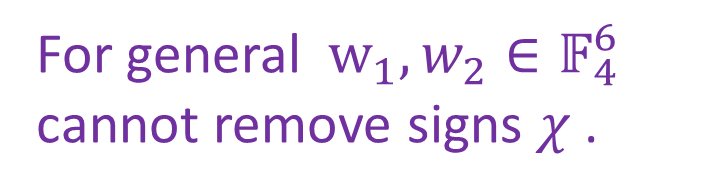 For general w₁, w₂ ∈ 𝔽₄⁶
cannot remove signs χ .